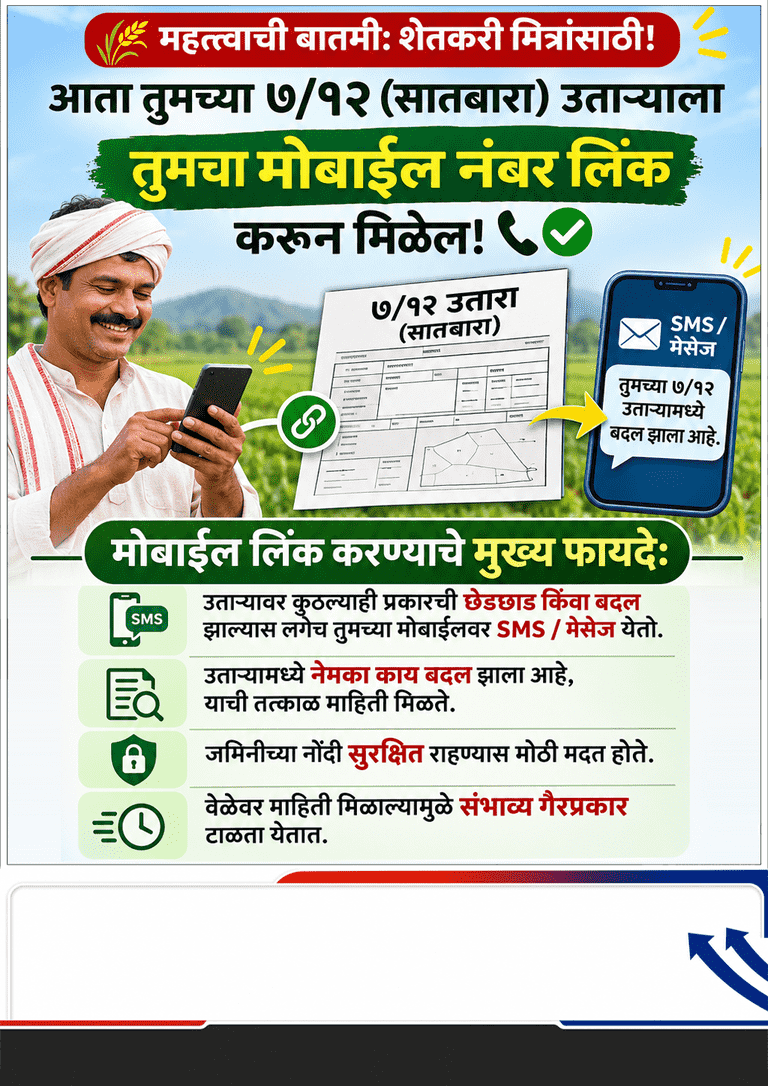 महत्त्वाची बातमी: शेतकरी मित्रांसाठी!
आता तुमच्या ७/१२ (सातबारा) उताऱ्याला
तुमचा मोबाईल नंबर लिंक
करून मिळेल!
७/१२ उतारा
(सातबारा)
SMS /
मेसेज
तुमच्या ७/१२
उताऱ्यामध्ये
बदल झाला आहे.
मोबाईल लिंक करण्याचे मुख्य फायदे:
SMS
उताऱ्यावर कुठल्याही प्रकारची छेडछाड किंवा बदल
झाल्यास लगेच तुमच्या मोबाईलवर SMS / मेसेज येतो.
उताऱ्यामध्ये नेमका काय बदल झाला आहे,
याची तत्काळ माहिती मिळते.
जमिनीच्या नोंदी सुरक्षित राहण्यास मोठी मदत होते.
वेळेवर माहिती मिळाल्यामुळे संभाव्य गैरप्रकार
टाळता येतात.